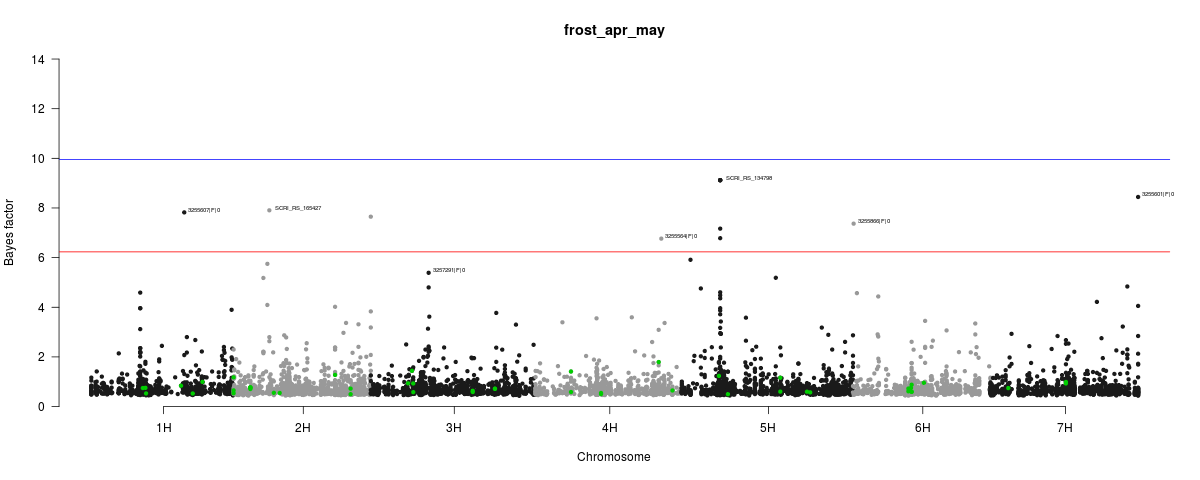 frost_apr_may
Bayes factor
14
12
10
8
6
4
2
0
SCRI_RS_134798
3255601|F|0
3255607|F|0
SCRI_RS_165427
3255868|F|0
3255564|F|0
3257291|F|0
1H 2H 3H 4H 5H 6H 7H
Chromosome